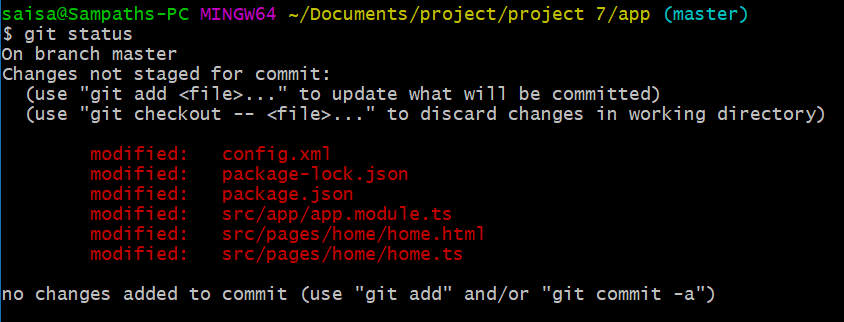 saisa@Sampaths-PC MINGW64 ~/Documents/project/project 7/app (master)
$ git status
On branch master
Changes not staged for commit:
  (use "git add <file>..." to update what will be committed)
  (use "git checkout -- <file>..." to discard changes in working directory)

        modified:   config.xml
        modified:   package-lock.json
        modified:   package.json
        modified:   src/app/app.module.ts
        modified:   src/pages/home/home.html
        modified:   src/pages/home/home.ts

no changes added to commit (use "git add" and/or "git commit -a")